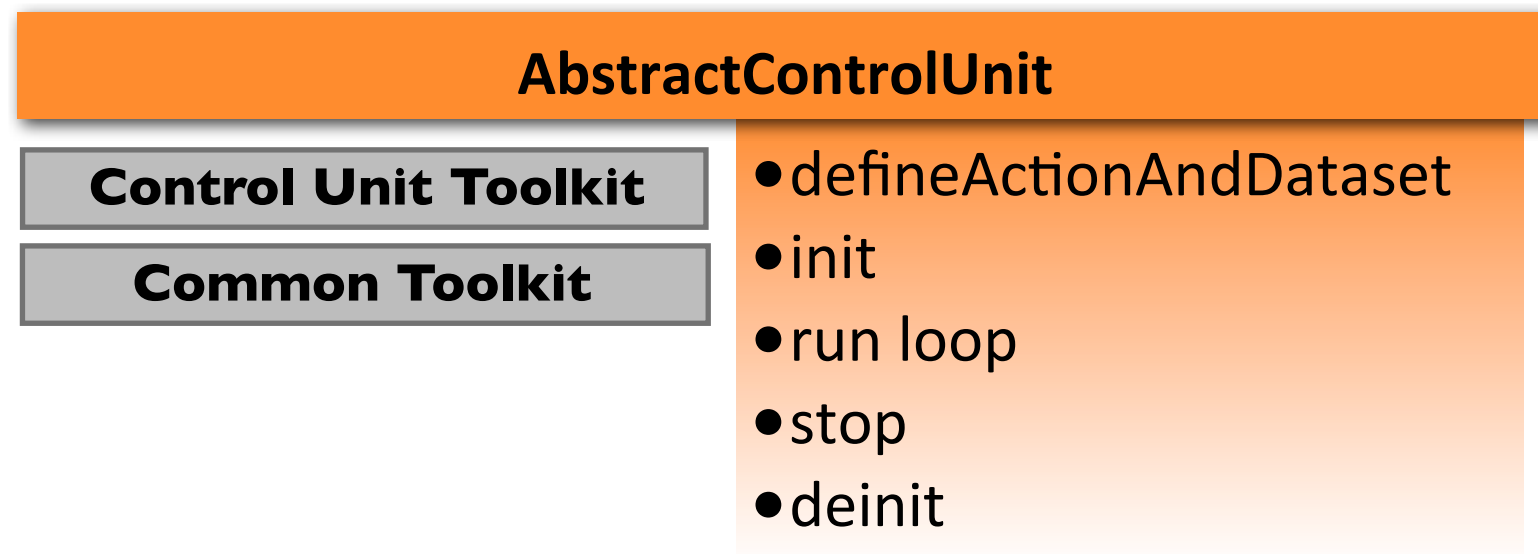 AbstractControlUnit
Control Unit Toolkit
Common Toolkit
•defineActionAndDataset
•init
•run loop
•stop
•deinit